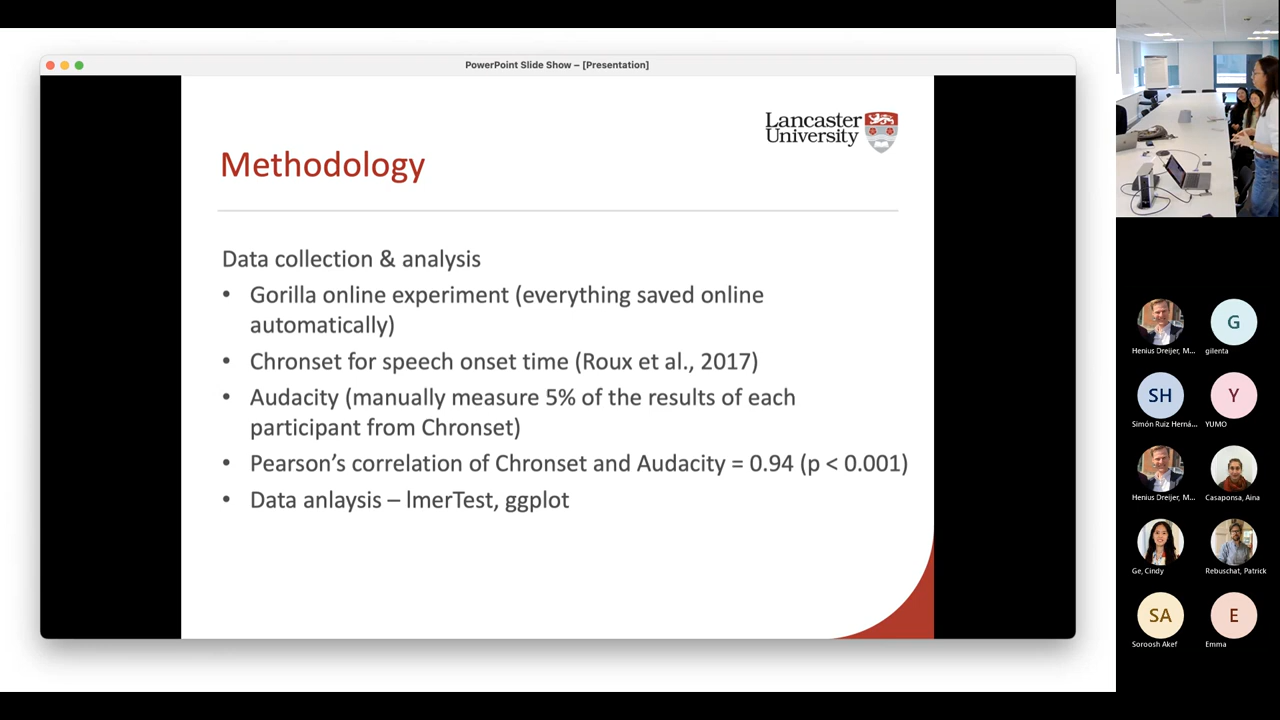 PowerPoint Slide Show – [Presentation]
Lancaster
University
Methodology
Data collection & analysis
• Gorilla online experiment (everything saved online
automatically)
• Chronset for speech onset time (Roux et al., 2017)
• Audacity (manually measure 5% of the results of each
participant from Chronset)
• Pearson’s correlation of Chronset and Audacity = 0.94 (p < 0.001)
• Data anlaysis – lmerTest, ggplot
Henius Dreijer, M...
G
gilenta
SH
Simón Ruiz Herná...
Y
YUMO
Henius Dreijer, M...
Casaponsa, Aina
Ge, Cindy
Rebuschat, Patrick
SA
Soroosh Akef
E
Emma